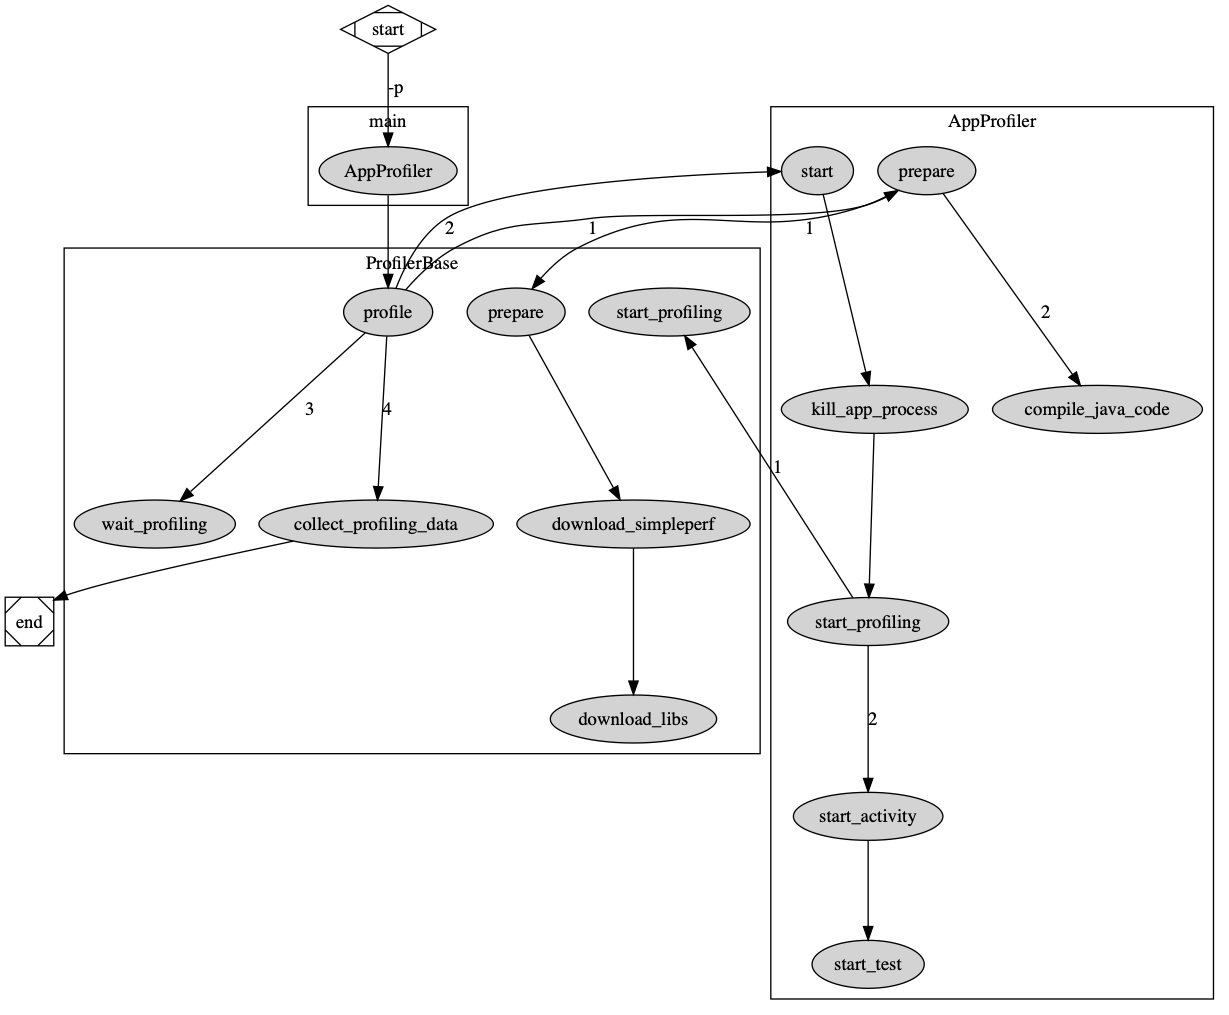 start
-p
main
AppProfiler
AppProfiler
start
prepare
2
1
1
ProfilerBase
profile
prepare
start_profiling
2
3
4
kill_app_process
compile_java_code
1
wait_profiling
collect_profiling_data
download_simpleperf
end
start_profiling
download_libs
2
start_activity
start_test